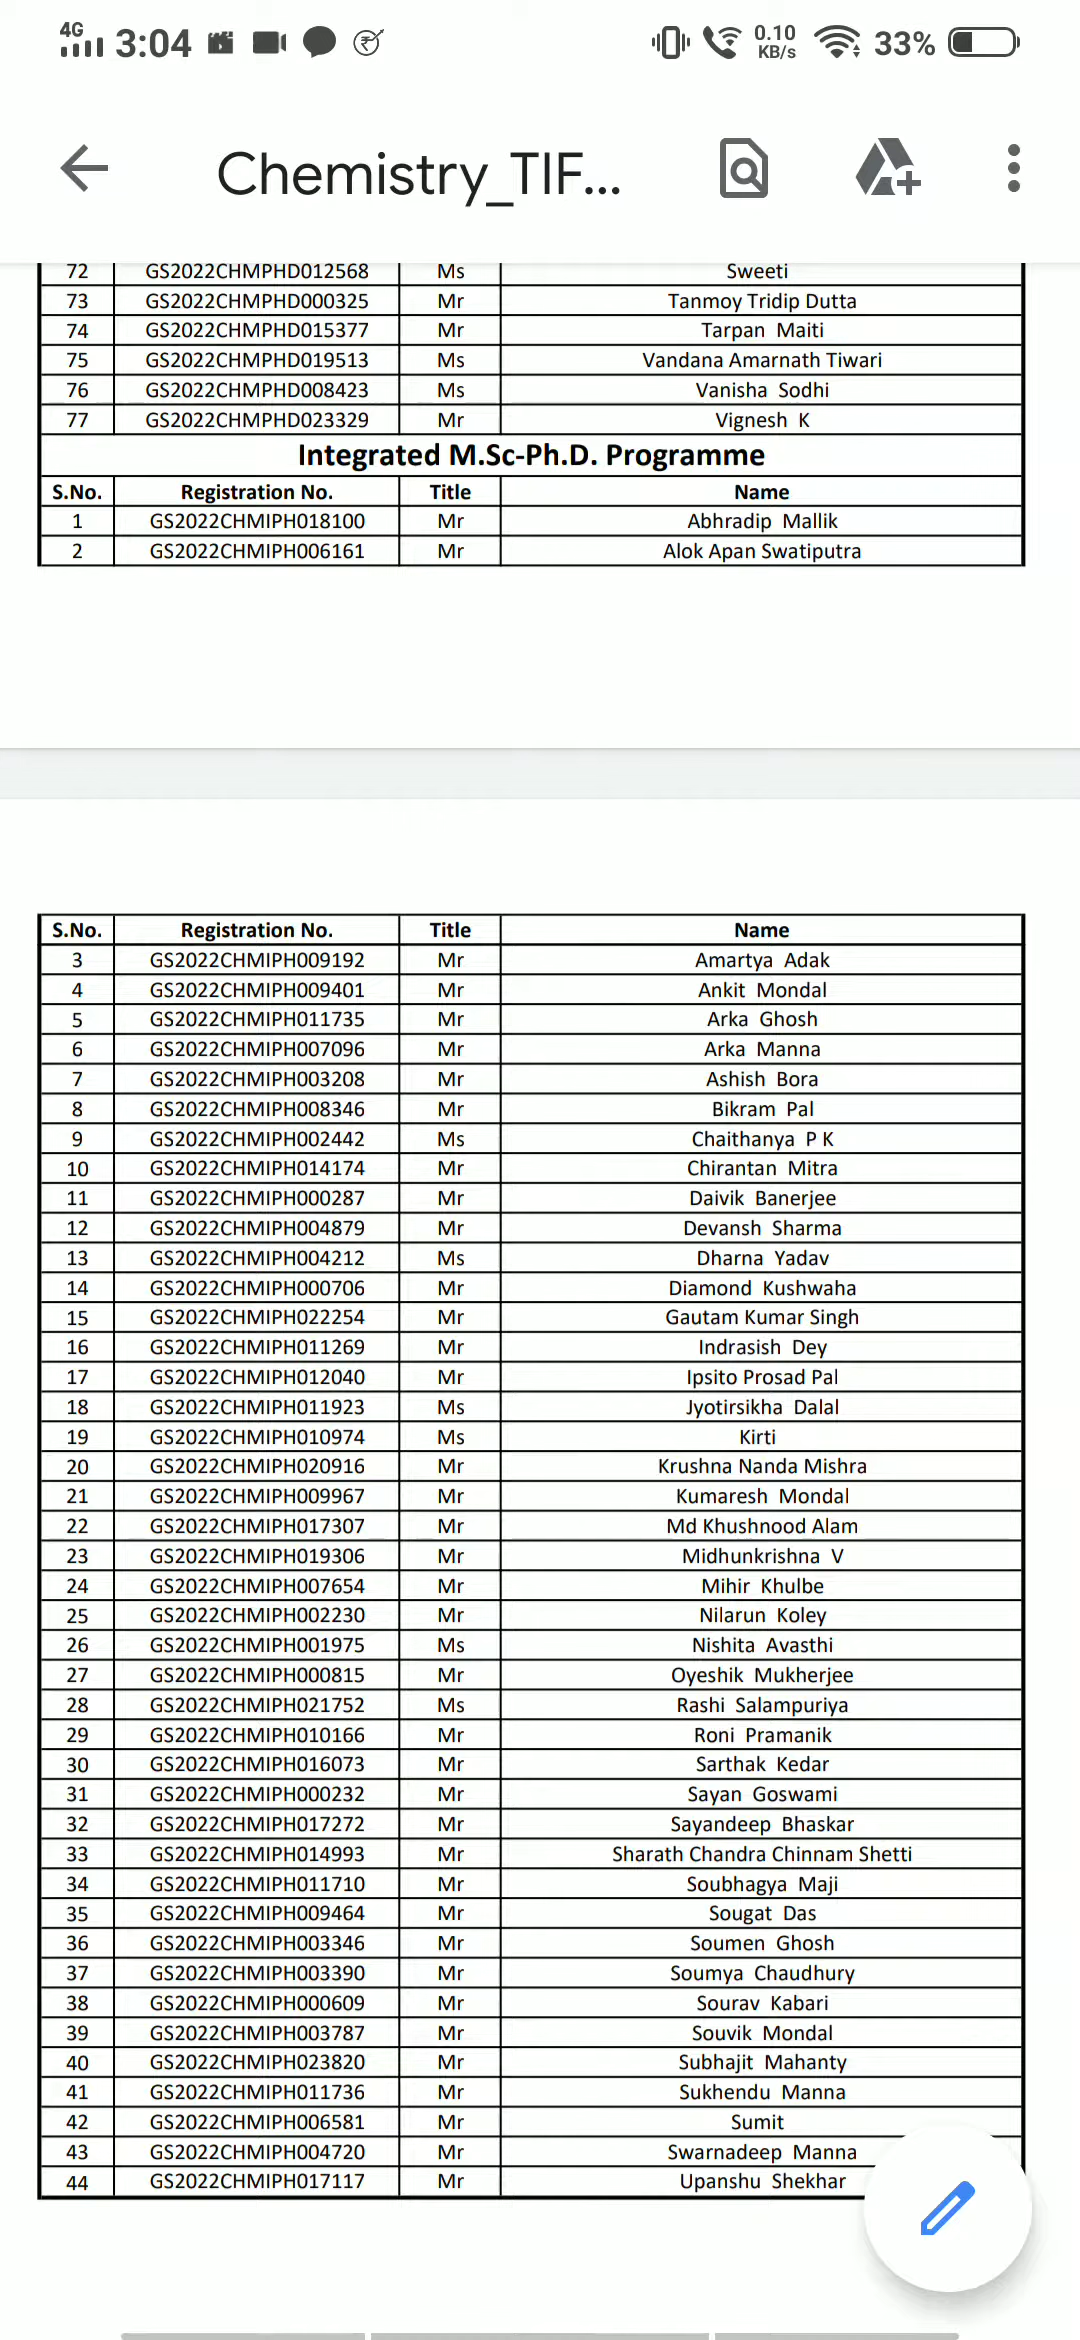 4G 3:04 0.10 KB/s 33%
Chemistry_TIF...
72 GS2022CHMPHD012568 Ms Sweeti
73 GS2022CHMPHD000325 Mr Tanmoy Tridip Dutta
74 GS2022CHMPHD015377 Mr Tarpan Maiti
75 GS2022CHMPHD019513 Ms Vandana Amarnath Tiwari
76 GS2022CHMPHD008423 Ms Vanisha Sodhi
77 GS2022CHMPHD023329 Mr Vignesh K
Integrated M.Sc-Ph.D. Programme
S.No. Registration No. Title Name
1 GS2022CHMIPH018100 Mr Abhradip Mallik
2 GS2022CHMIPH006161 Mr Alok Apan Swatiputra
S.No. Registration No. Title Name
3 GS2022CHMIPH009192 Mr Amartya Adak
4 GS2022CHMIPH009401 Mr Ankit Mondal
5 GS2022CHMIPH011735 Mr Arka Ghosh
6 GS2022CHMIPH007096 Mr Arka Manna
7 GS2022CHMIPH003208 Mr Ashish Bora
8 GS2022CHMIPH008346 Mr Bikram Pal
9 GS2022CHMIPH002442 Ms Chaithanya P K
10 GS2022CHMIPH014174 Mr Chirantan Mitra
11 GS2022CHMIPH000287 Mr Daivik Banerjee
12 GS2022CHMIPH004879 Mr Devansh Sharma
13 GS2022CHMIPH004212 Ms Dharna Yadav
14 GS2022CHMIPH000706 Mr Diamond Kushwaha
15 GS2022CHMIPH022254 Mr Gautam Kumar Singh
16 GS2022CHMIPH011269 Mr Indrasish Dey
17 GS2022CHMIPH012040 Mr Ipsito Prosad Pal
18 GS2022CHMIPH011923 Ms Jyotirsikha Dalal
19 GS2022CHMIPH010974 Ms Kirti
20 GS2022CHMIPH020916 Mr Krushna Nanda Mishra
21 GS2022CHMIPH009967 Mr Kumaresh Mondal
22 GS2022CHMIPH017307 Mr Md Khushnood Alam
23 GS2022CHMIPH019306 Mr Midhunkrishna V
24 GS2022CHMIPH007654 Mr Mihir Khulbe
25 GS2022CHMIPH002230 Mr Nilarun Koley
26 GS2022CHMIPH001975 Ms Nishita Avasthi
27 GS2022CHMIPH000815 Mr Oyeshik Mukherjee
28 GS2022CHMIPH021752 Ms Rashi Salampuriya
29 GS2022CHMIPH010166 Mr Roni Pramanik
30 GS2022CHMIPH016073 Mr Sarthak Kedar
31 GS2022CHMIPH000232 Mr Sayan Goswami
32 GS2022CHMIPH017272 Mr Sayandeep Bhaskar
33 GS2022CHMIPH014993 Mr Sharath Chandra Chinnam Shetti
34 GS2022CHMIPH011710 Mr Soubhagya Maji
35 GS2022CHMIPH009464 Mr Sougat Das
36 GS2022CHMIPH003346 Mr Soumen Ghosh
37 GS2022CHMIPH003390 Mr Soumya Chaudhury
38 GS2022CHMIPH000609 Mr Sourav Kabari
39 GS2022CHMIPH003787 Mr Souvik Mondal
40 GS2022CHMIPH023820 Mr Subhajit Mahanty
41 GS2022CHMIPH011736 Mr Sukhendu Manna
42 GS2022CHMIPH006581 Mr Sumit
43 GS2022CHMIPH004720 Mr Swarnadeep Manna
44 GS2022CHMIPH017117 Mr Upanshu Shekhar